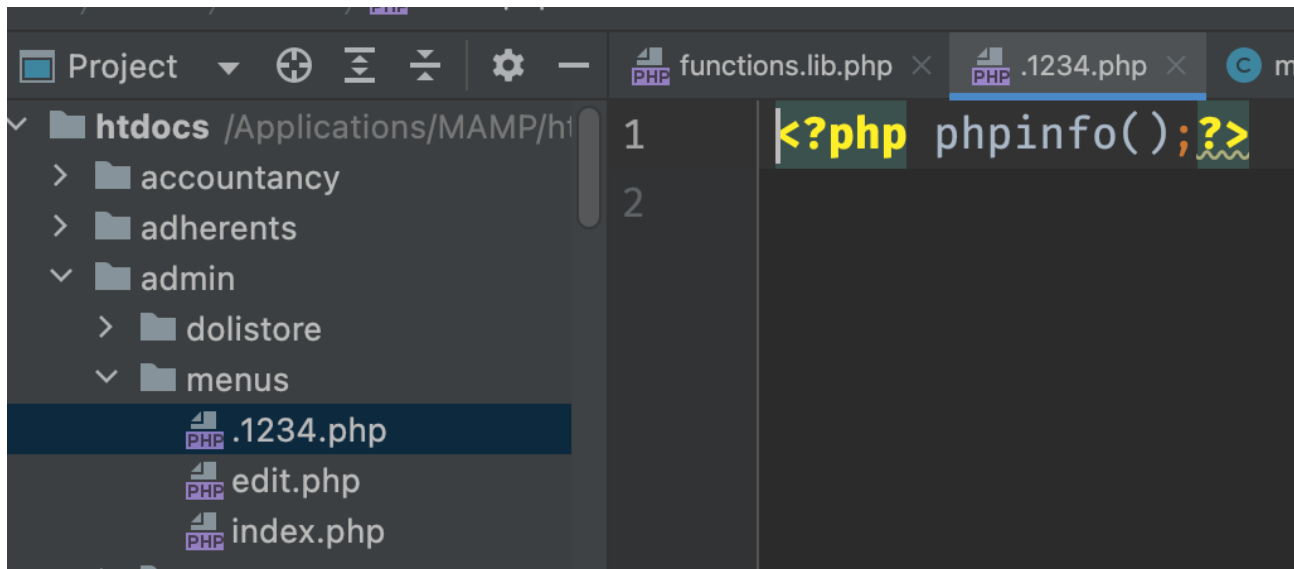 Project
functions.lib.php
.1234.php
C
m
htdocs /Applications/MAMP/ht
accountancy
adherents
admin
dolistore
menus
PHP .1234.php
PHP edit.php
PHP index.php
1 <?php phpinfo();?>
2